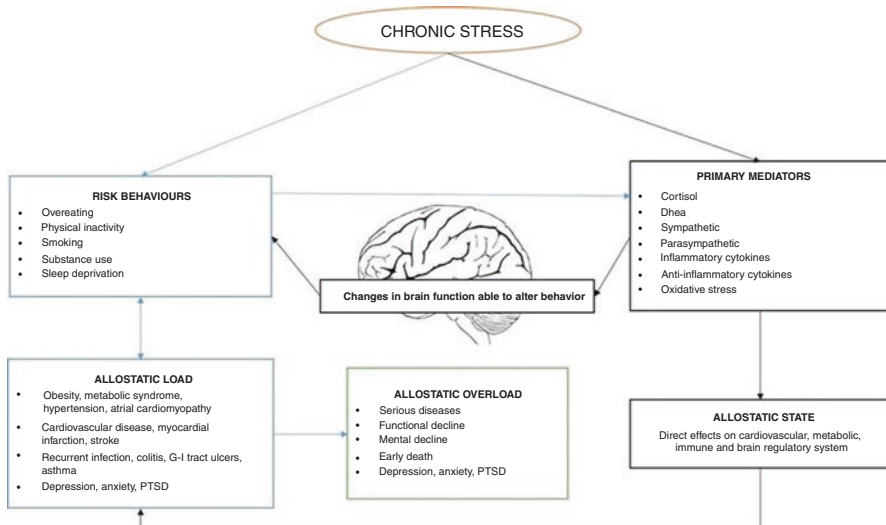 CHRONIC STRESS
RISK BEHAVIOURS
• Overeating
• Physical inactivity
• Smoking
• Substance use
• Sleep deprivation
PRIMARY MEDIATORS
• Cortisol
• Dhea
• Sympathetic
• Parasympathetic
• Inflammatory cytokines
• Anti-inflammatory cytokines
• Oxidative stress
Changes in brain function able to alter behavior
ALLOSTATIC LOAD
• Obesity, metabolic syndrome,
hypertension, atrial cardiomyopathy
• Cardiovascular disease, myocardial
infarction, stroke
• Recurrent infection, colitis, G-I tract ulcers,
asthma
• Depression, anxiety, PTSD
ALLOSTATIC OVERLOAD
• Serious diseases
• Functional decline
• Mental decline
• Early death
• Depression, anxiety, PTSD
ALLOSTATIC STATE
Direct effects on cardiovascular, metabolic,
immune and brain regulatory system